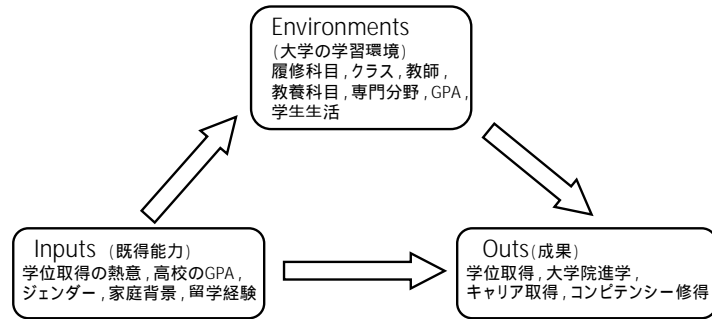 Environments
(大学の学習環境)
履修科目,クラス,教師,
教養科目,専門分野,GPA,
学生生活
Inputs (既得能力)
学位取得の熱意,高校のGPA,
ジェンダー,家庭背景,留学経験
Outs(成果)
学位取得,大学院進学,
キャリア取得,コンピテンシー修得